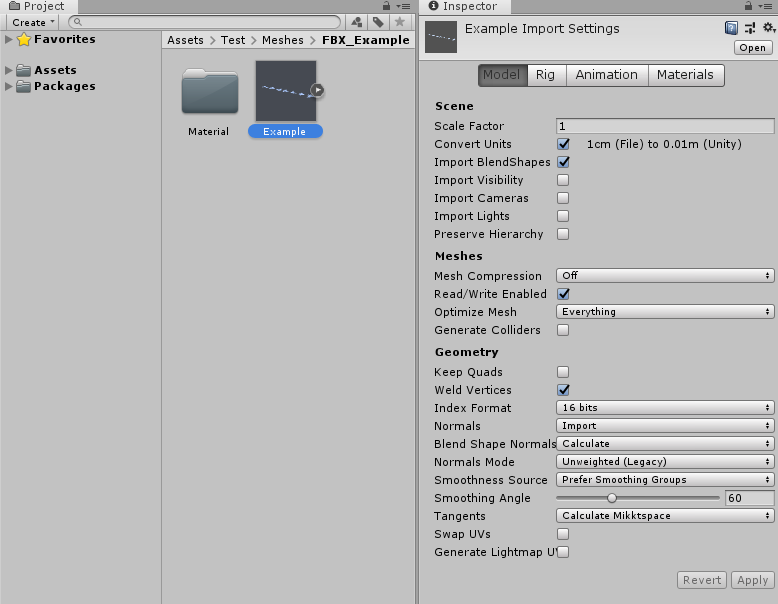 Project
Create
Favorites
Assets
Packages
Assets > Test > Meshes > FBX_Example
Material
Example
Inspector
Example Import Settings
Open
Model Rig Animation Materials
Scene
Scale Factor 1
Convert Units 1cm (File) to 0.01m (Unity)
Import BlendShapes
Import Visibility
Import Cameras
Import Lights
Preserve Hierarchy
Meshes
Mesh Compression Off
Read/Write Enabled
Optimize Mesh Everything
Generate Colliders
Geometry
Keep Quads
Weld Vertices
Index Format 16 bits
Normals Import
Blend Shape Normals Calculate
Normals Mode Unweighted (Legacy)
Smoothness Source Prefer Smoothing Groups
Smoothing Angle 60
Tangents Calculate Mikktspace
Swap UVs
Generate Lightmap UV
Revert Apply